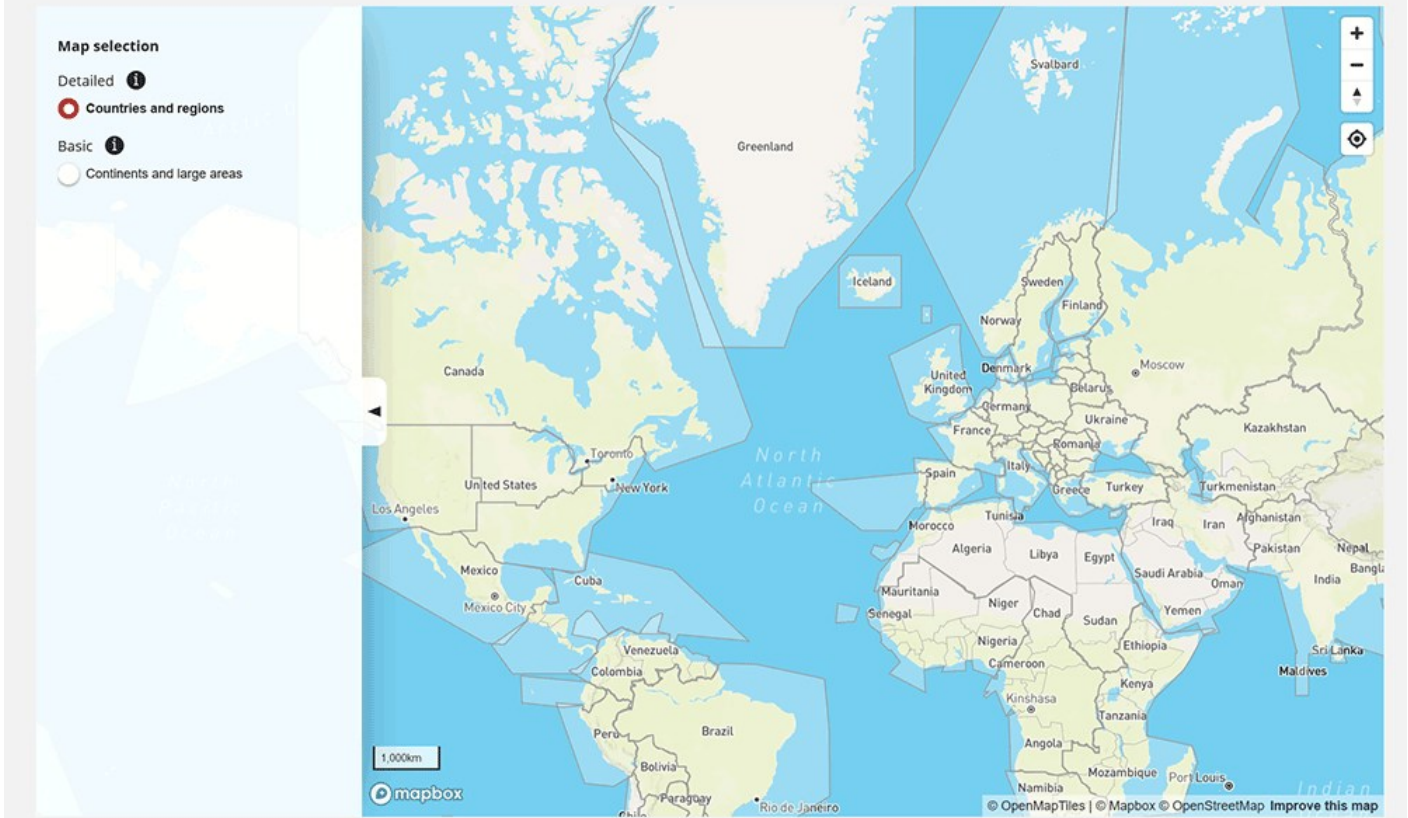 Map selection
Detailed
Countries and regions
Basic
Continents and large areas
Svalbard
Greenland
Iceland
Sweden
Finland
Norway
Canada
United
Kingdom
Denmark
Moscow
Belarus
Germany
Ukraine
France
Kazakhstan
Romania
Toronto
North
Atlantic
Ocean
Italy
Spain
United States
New York
Greece
Turkey
Turkmenistan
Los Angeles
Tunisia
Morocco
Iraq
Iran
Afghanistan
Algeria
Libya
Egypt
Pakistan
Nepal
Mexico
Cuba
Saudi Arabia
Oman
India
Bangla
Mexico City
Mauritania
Niger
Chad
Senegal
Sudan
Yemen
Nigeria
Ethiopia
Venezuela
Sri Lanka
Cameroon
Colombia
Maldives
Kenya
Kinshasa
Tanzania
Peru
Brazil
Angola
1,000km
Bolivia
Mozambique
Port Louis
Namibia
Indian
mapbox
Paraguay
Rio de Janeiro
Chile
© OpenMapTiles | © Mapbox © OpenStreetMap Improve this map